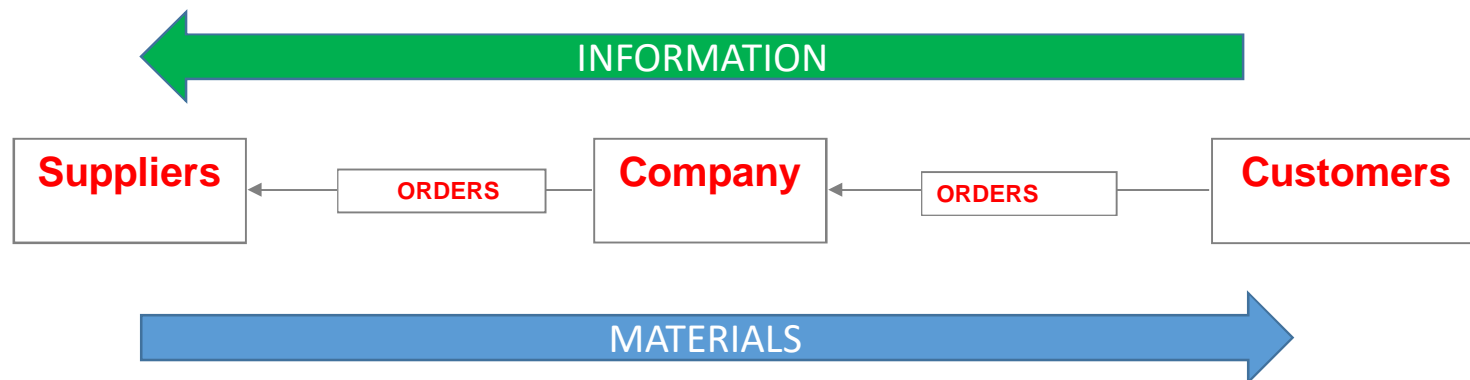 INFORMATION
Suppliers
ORDERS
Company
ORDERS
Customers
MATERIALS